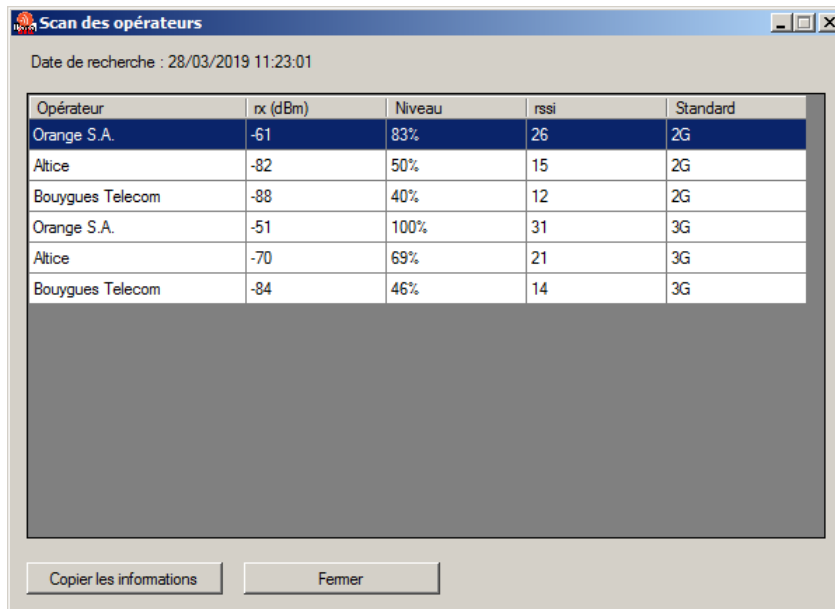 Scan des opérateurs
Date de recherche : 28/03/2019 11:23:01
Opérateur rx (dBm) Niveau rssi Standard
Orange S.A. -61 83% 26 2G
Altice -82 50% 15 2G
Bouygues Telecom -88 40% 12 2G
Orange S.A. -51 100% 31 3G
Altice -70 69% 21 3G
Bouygues Telecom -84 46% 14 3G
Copier les informations Fermer